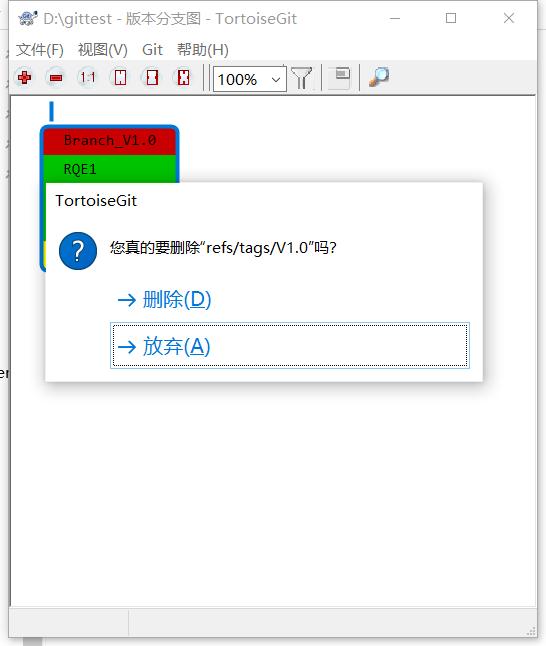 D:\gittest - 版本分支图 - TortoiseGit
文件(F) 视图(V) Git 帮助(H)
1:1 100%
Branch_V1.0
RQE1
TortoiseGit
您真的要删除“refs/tags/V1.0”吗?
删除(D)
放弃(A)
er